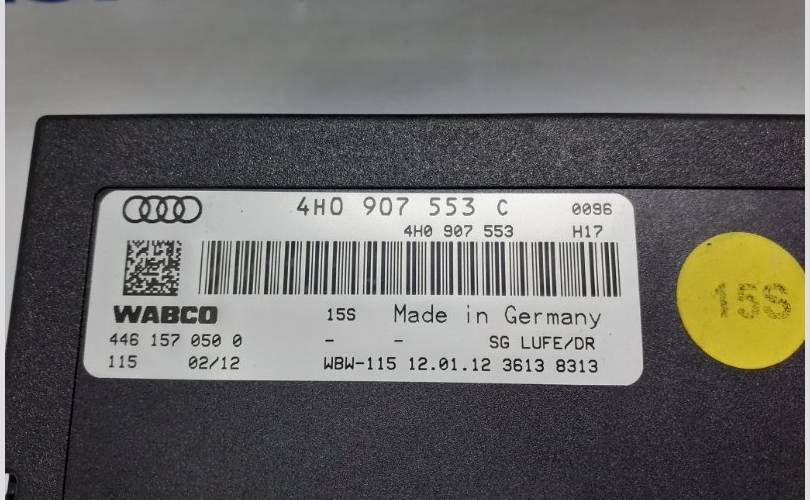 4H0 907 553 C 0096
4H0 907 553 H17
WABCO 15S Made in Germany
446 157 050 0 - - SG LUFE/DR
115 02/12 WBW-115 12.01.12 3613 8313
15S